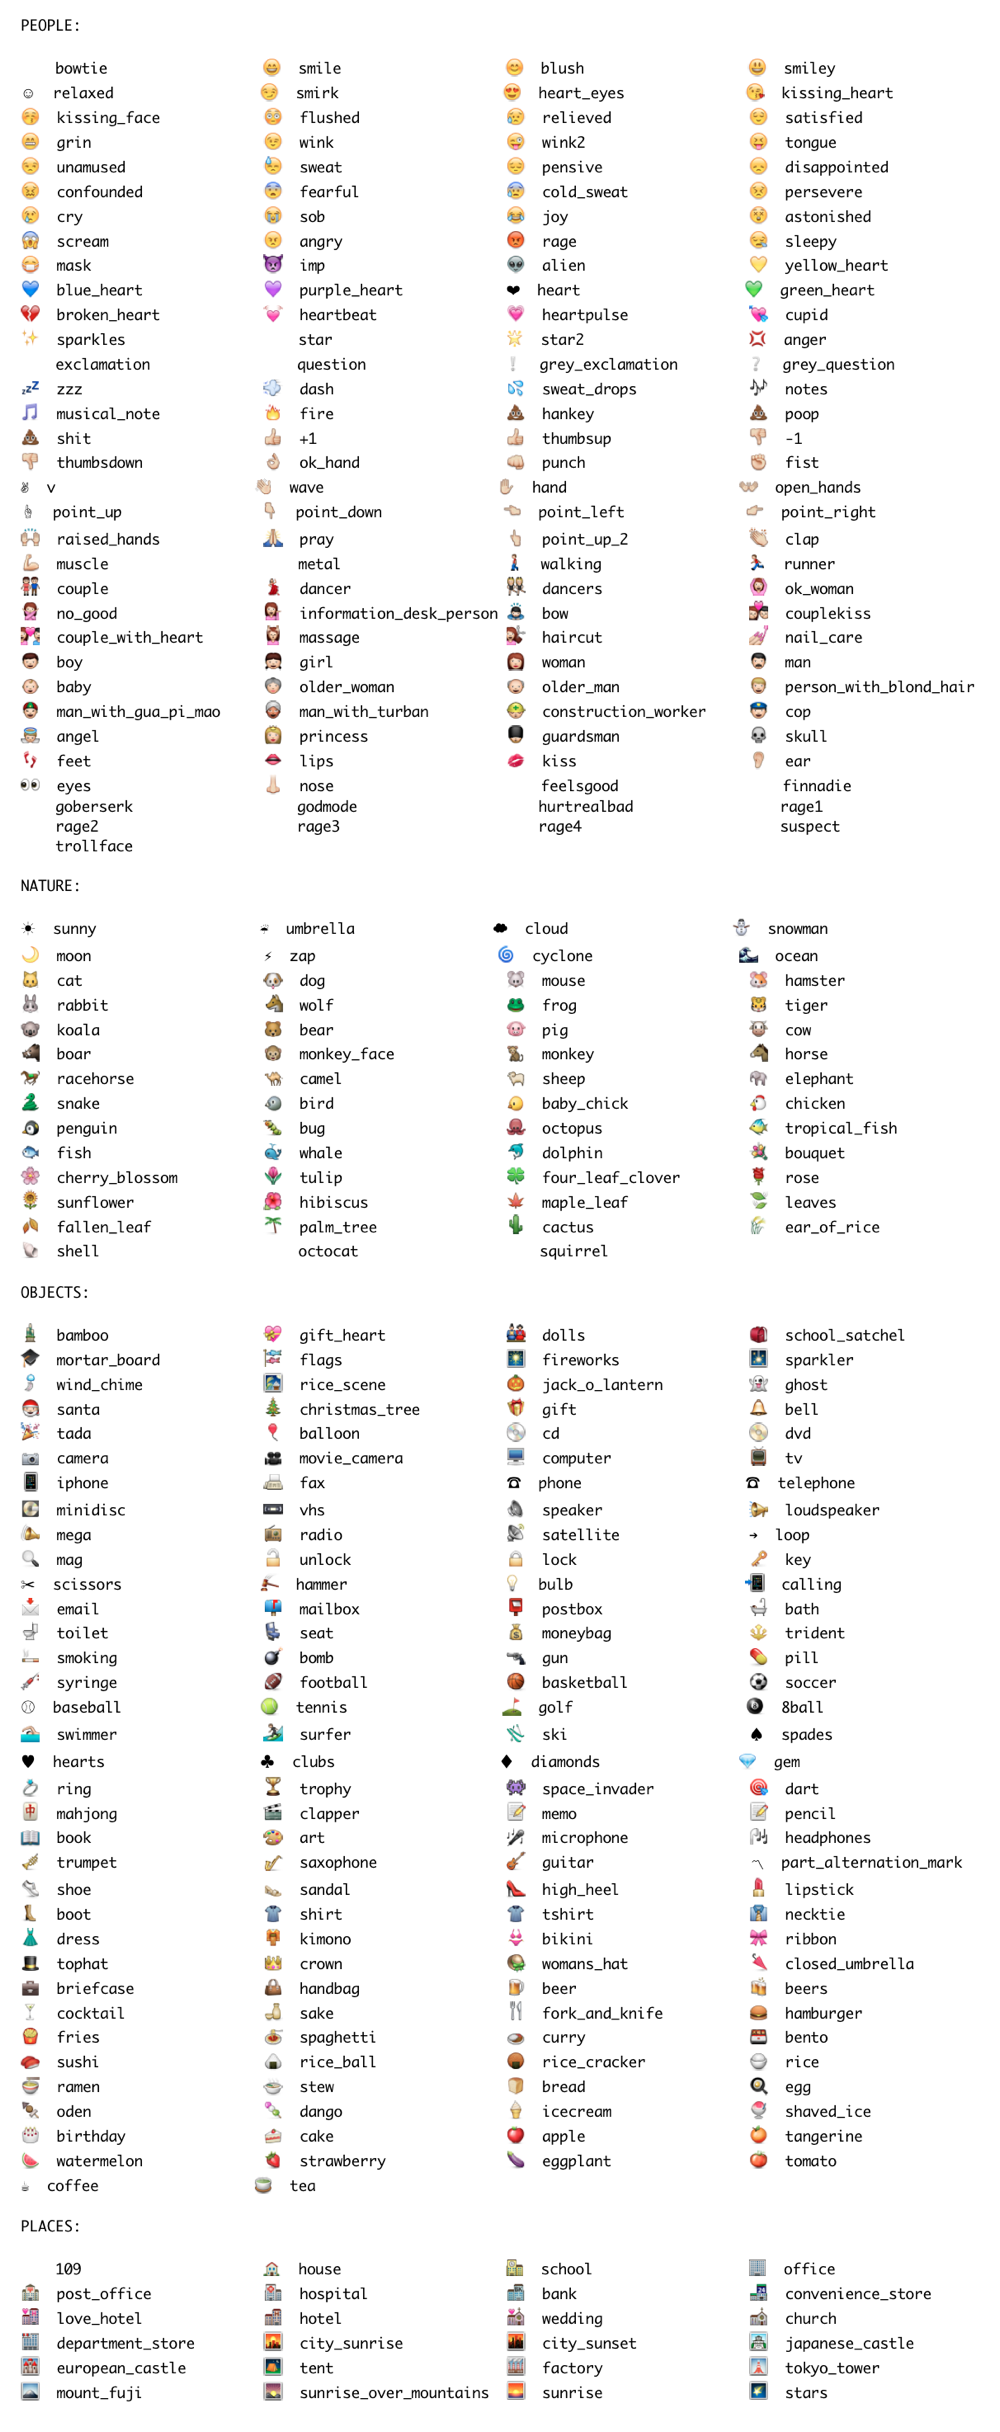 PEOPLE:
bowtie smile blush smiley
relaxed smirk heart_eyes kissing_heart
kissing_face flushed relieved satisfied
grin wink wink2 tongue
unamused sweat pensive disappointed
confounded fearful cold_sweat persevere
cry sob joy astonished
scream angry rage sleepy
mask imp alien yellow_heart
blue_heart purple_heart heart green_heart
broken_heart heartbeat heartpulse cupid
sparkles star star2 anger
exclamation question grey_exclamation grey_question
zzz dash sweat_drops notes
musical_note fire hankey poop
shit +1 thumbsup -1
thumbsdown ok_hand punch fist
v wave hand open_hands
point_up point_down point_left point_right
raised_hands pray point_up_2 clap
muscle metal walking runner
couple dancer dancers ok_woman
no_good information_desk_person bow couplekiss
couple_with_heart massage haircut nail_care
boy girl woman man
baby older_woman older_man person_with_blond_hair
man_with_gua_pi_mao man_with_turban construction_worker cop
angel princess guardsman skull
feet lips kiss ear
eyes nose feelsgood finnadie
goberserk godmode hurtrealbad rage1
rage2 rage3 rage4 suspect
trollface
NATURE:
sunny umbrella cloud snowman
moon zap cyclone ocean
cat dog mouse hamster
rabbit wolf frog tiger
koala bear pig cow
boar monkey_face monkey horse
racehorse camel sheep elephant
snake bird baby_chick chicken
penguin bug octopus tropical_fish
fish whale dolphin bouquet
cherry_blossom tulip four_leaf_clover rose
sunflower hibiscus maple_leaf leaves
fallen_leaf palm_tree cactus ear_of_rice
shell octocat squirrel
OBJECTS:
bamboo gift_heart dolls school_satchel
mortar_board flags fireworks sparkler
wind_chime rice_scene jack_o_lantern ghost
santa christmas_tree gift bell
tada balloon cd dvd
camera movie_camera computer tv
iphone fax phone telephone
minidisc vhs speaker loudspeaker
mega radio satellite loop
mag unlock lock key
scissors hammer bulb calling
email mailbox postbox bath
toilet seat moneybag trident
smoking bomb gun pill
syringe football basketball soccer
baseball tennis golf 8ball
swimmer surfer ski spades
hearts clubs diamonds gem
ring trophy space_invader dart
mahjong clapper memo pencil
book art microphone headphones
trumpet saxophone guitar part_alternation_mark
shoe sandal high_heel lipstick
boot shirt tshirt necktie
dress kimono bikini ribbon
tophat crown womans_hat closed_umbrella
briefcase handbag beer beers
cocktail sake fork_and_knife hamburger
fries spaghetti curry bento
sushi rice_ball rice_cracker rice
ramen stew bread egg
oden dango icecream shaved_ice
birthday cake apple tangerine
watermelon strawberry eggplant tomato
coffee tea
PLACES:
109 house school office
post_office hospital bank convenience_store
love_hotel hotel wedding church
department_store city_sunrise city_sunset japanese_castle
european_castle tent factory tokyo_tower
mount_fuji sunrise_over_mountains sunrise stars